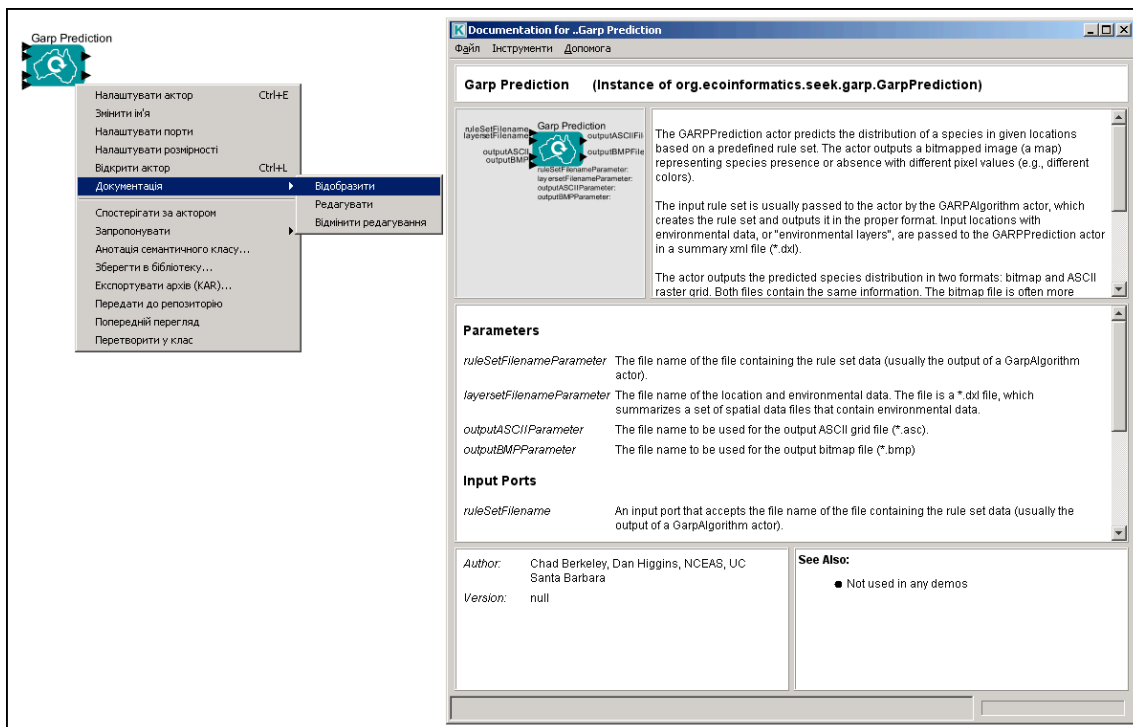 Garp Prediction
Налаштувати актор Ctrl+E
Змінити ім'я
Налаштувати порти
Налаштувати розмірності
Відкрити актор Ctrl+L
Документація
Спостерігати за актором
Запропонувати
Анотація семантичного класу...
Зберегти в бібліотеку...
Експортувати архів (KAR)...
Передати до репозиторію
Попередній перегляд
Перетворити у клас
Відобразити
Редагувати
Відмінити редагування
Documentation for ..Garp Prediction
Файл Інструменти Допомога
Garp Prediction (Instance of org.ecoinformatics.seek.garp.GarpPrediction)
Garp Prediction
ruleSetFilename
layersetFilename
outputASCIIFil
outputASCII
outputBMPFile
outputBMP
ruleSetFilenameParameter:
layersetFilenameParameter:
outputASCIIParameter:
outputBMPParameter:
The GARPPrediction actor predicts the distribution of a species in given locations
based on a predefined rule set. The actor outputs a bitmapped image (a map)
representing species presence or absence with different pixel values (e.g., different
colors).
The input rule set is usually passed to the actor by the GARPAlgorithm actor, which
creates the rule set and outputs it in the proper format. Input locations with
environmental data, or "environmental layers", are passed to the GARPPrediction actor
in a summary xml file (*.dxl).
The actor outputs the predicted species distribution in two formats: bitmap and ASCII
raster grid. Both files contain the same information. The bitmap file is often more
Parameters
ruleSetFilenameParameter The file name of the file containing the rule set data (usually the output of a GarpAlgorithm
actor).
layersetFilenameParameter The file name of the location and environmental data. The file is a *.dxl file, which
summarizes a set of spatial data files that contain environmental data.
outputASCIIParameter The file name to be used for the output ASCII grid file (*.asc).
outputBMPParameter The file name to be used for the output bitmap file (*.bmp)
Input Ports
ruleSetFilename An input port that accepts the file name of the file containing the rule set data (usually the
output of a GarpAlgorithm actor).
Author: Chad Berkeley, Dan Higgins, NCEAS, UC
Santa Barbara
Version: null
See Also:
Not used in any demos